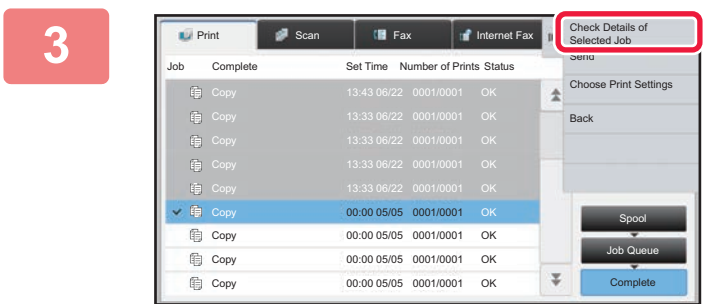 3
Print Scan Fax Internet Fax
Check Details of
Selected Job
Send
Choose Print Settings
Back
Job Complete Set Time Number of Prints Status
Copy 13:43 06/22 0001/0001 OK
Copy 13:33 06/22 0001/0001 OK
Copy 13:33 06/22 0001/0001 OK
Copy 13:33 06/22 0001/0001 OK
Copy 13:33 06/22 0001/0001 OK
Copy 00:00 05/05 0001/0001 OK
Copy 00:00 05/05 0001/0001 OK
Copy 00:00 05/05 0001/0001 OK
Copy 00:00 05/05 0001/0001 OK
Spool
Job Queue
Complete